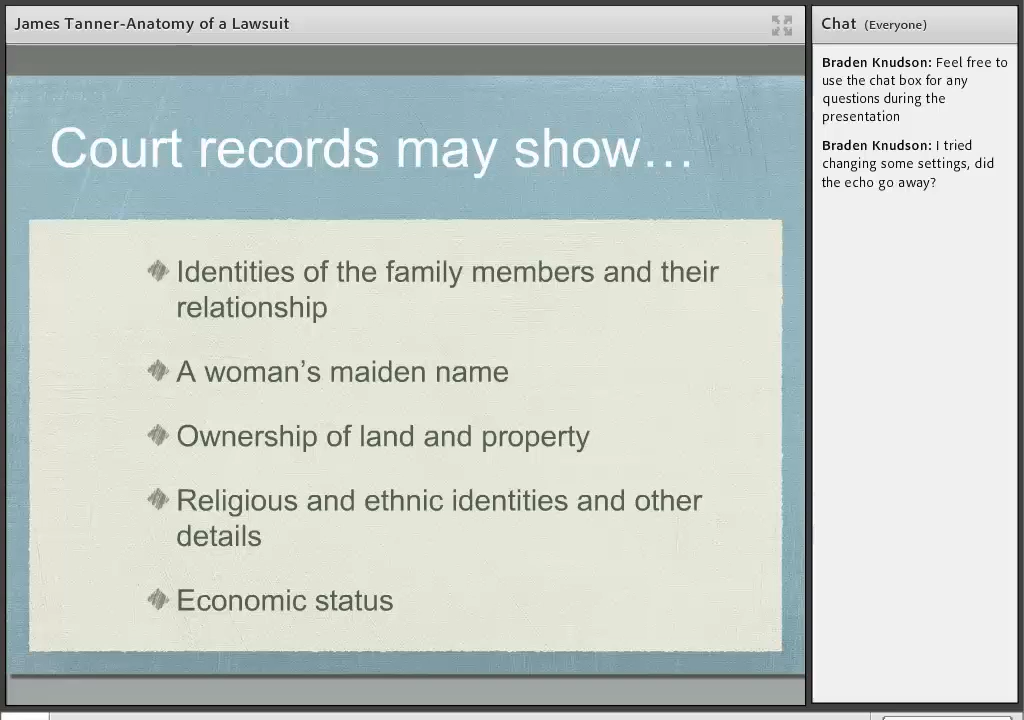 James Tanner-Anatomy of a Lawsuit
Court records may show...
Identities of the family members and their
relationship
A woman's maiden name
Ownership of land and property
Religious and ethnic identities and other
details
Economic status
Chat (Everyone)
Braden Knudson: Feel free to
use the chat box for any
questions during the
presentation
Braden Knudson: I tried
changing some settings, did
the echo go away?